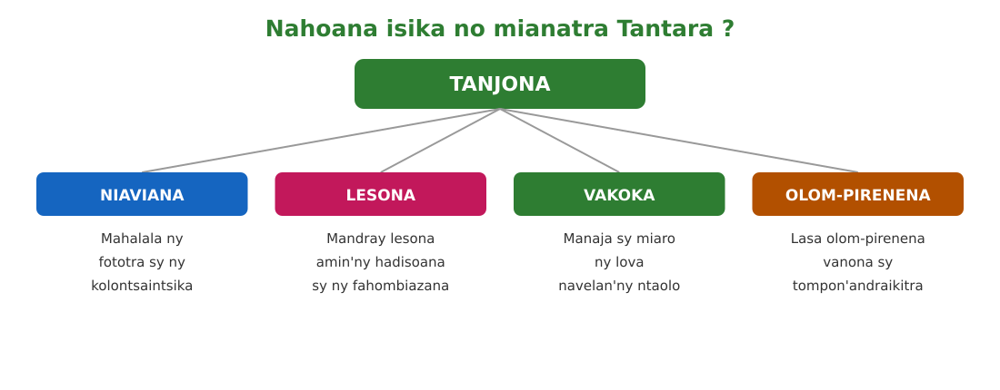 Nahoana isika no mianatra Tantara ?
TANJONA
NIAVIANA
Mahalala ny
fototra sy ny
kolontsaintsika
LESONA
Mandray lesona
amin'ny hadisoana
sy ny fahombiazana
VAKOKA
Manaja sy miaro
ny lova
navelan'ny ntaolo
OLOM-PIRENENA
Lasa olom-pirenena
vanona sy
tompon'andraikitra